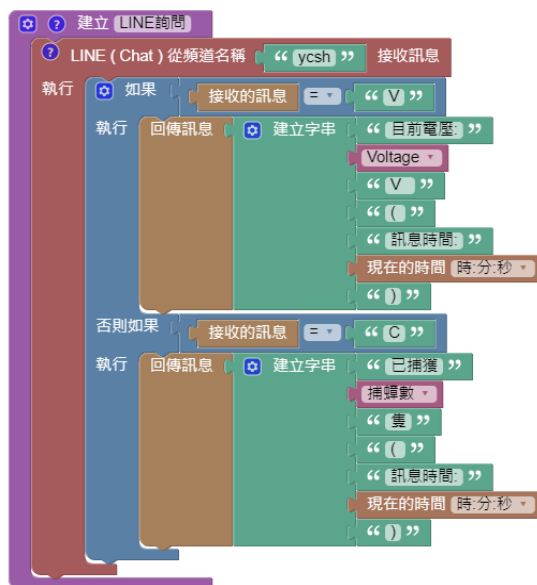 建立 LINE詢問
LINE ( Chat ) 從頻道名稱 “ ycsh ” 接收訊息
執行 如果 接收的訊息 = “ V ”
執行 回傳訊息 建立字串 “ 目前電壓: ”
Voltage
“ V ”
“ ( ”
“ 訊息時間: ”
現在的時間 時:分:秒
“ ) ”
否則如果 接收的訊息 = “ C ”
執行 回傳訊息 建立字串 “ 已捕獲 ”
捕蟑數
“ 隻 ”
“ ( ”
“ 訊息時間: ”
現在的時間 時:分:秒
“ ) ”